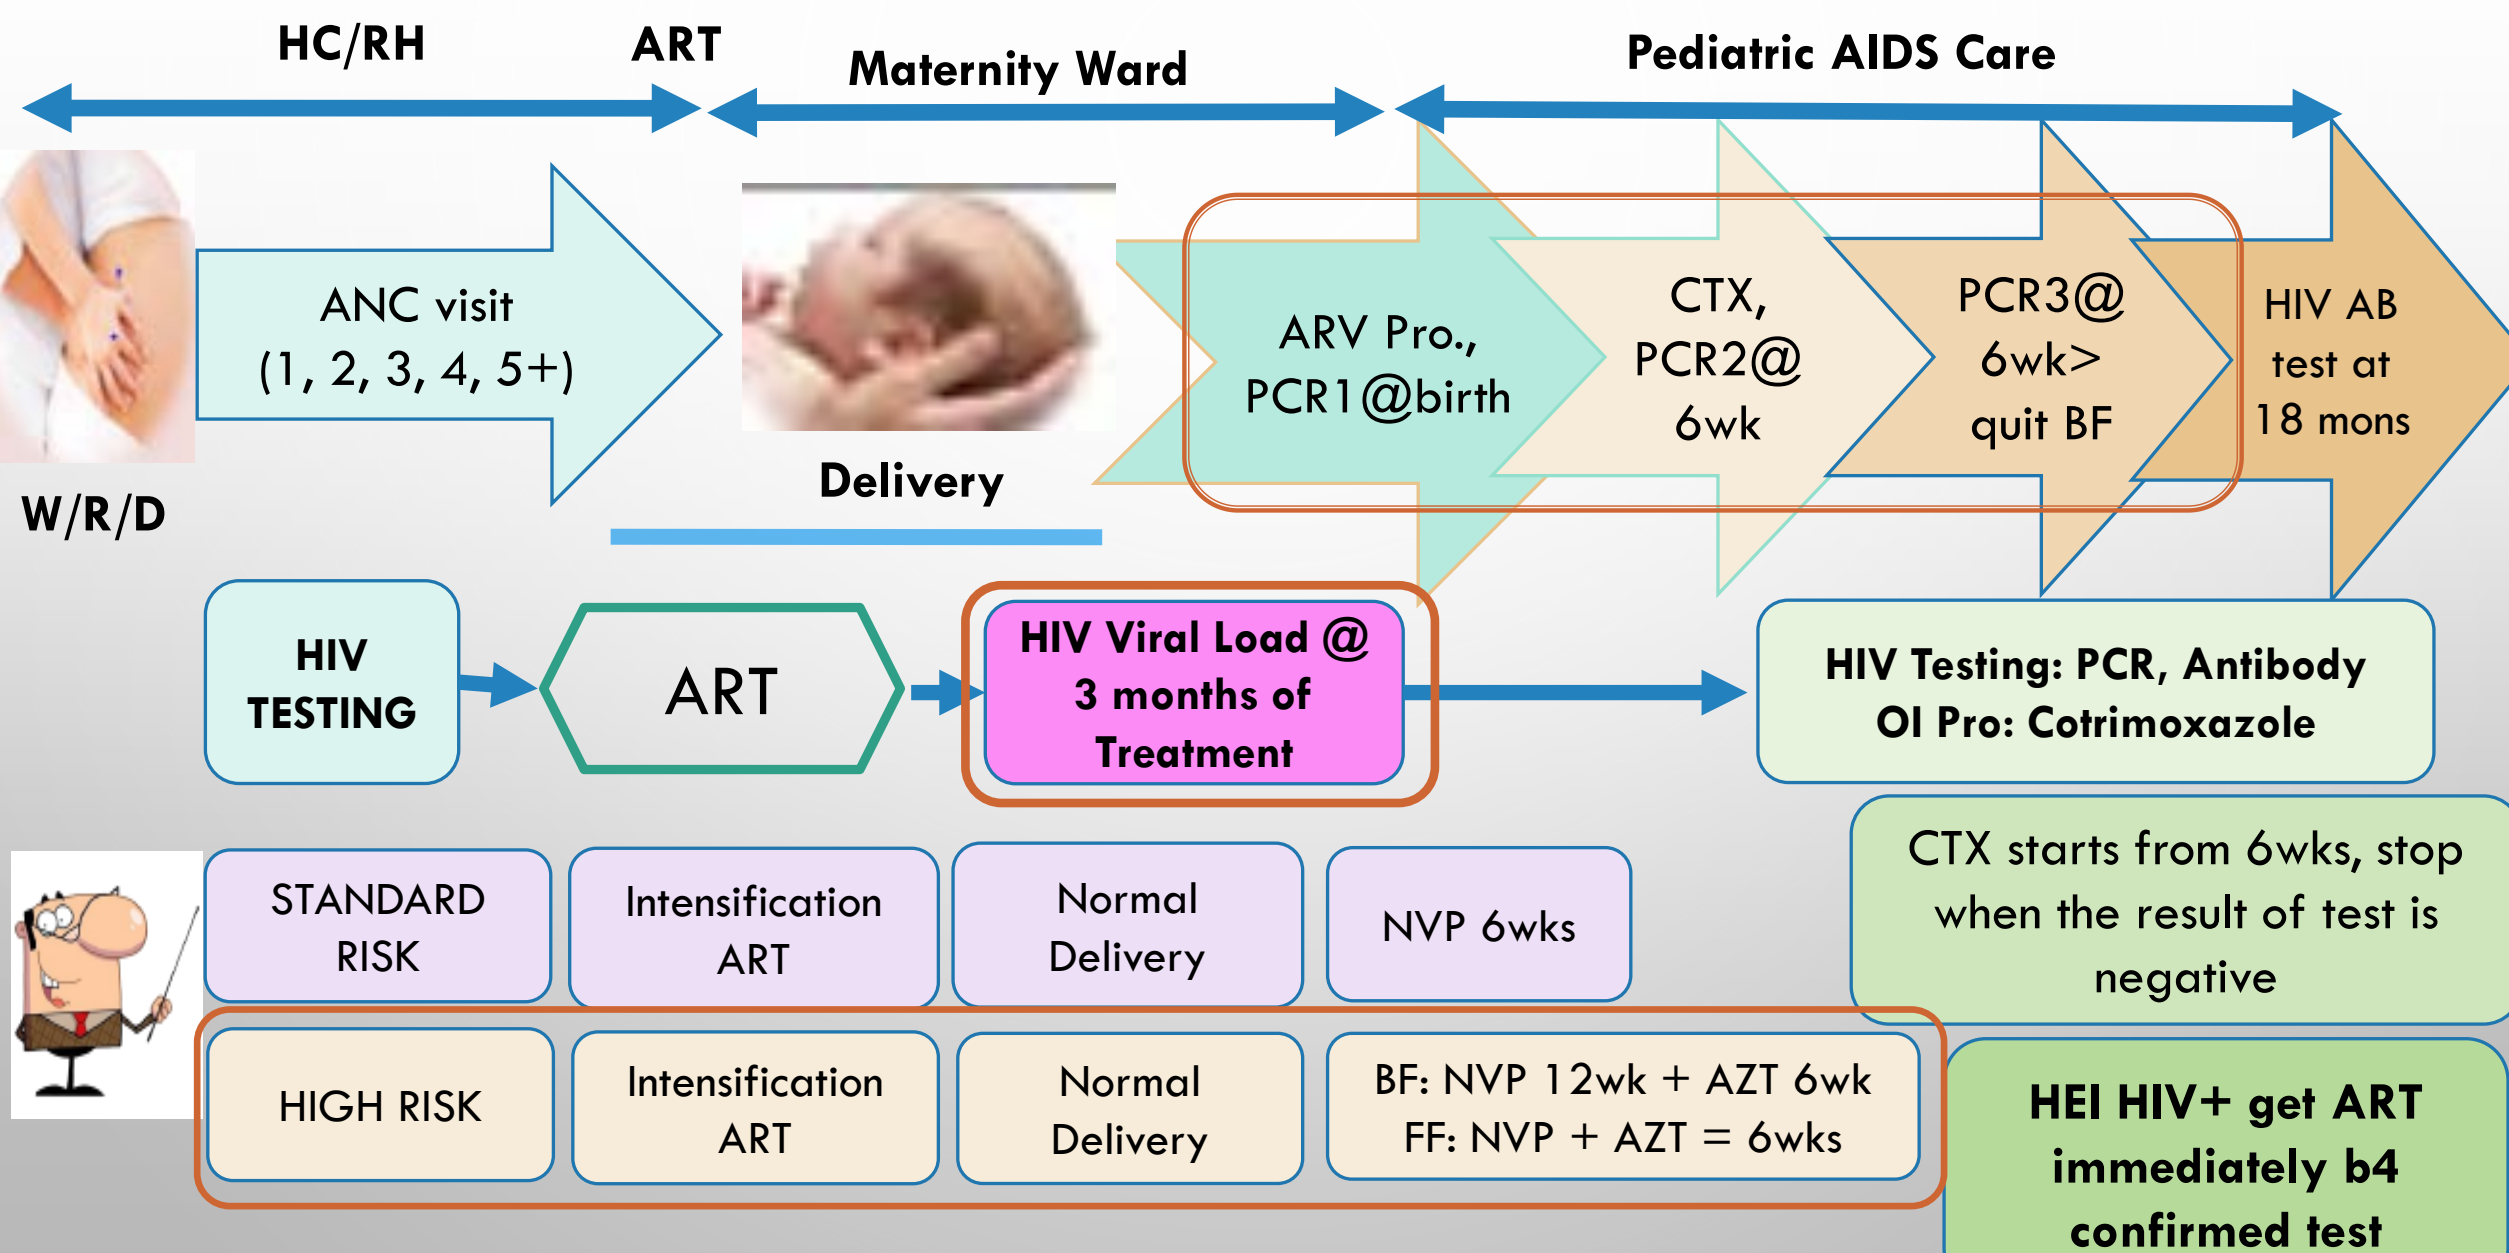 HC/RH
ART
Maternity Ward
Pediatric AIDS Care
W/R/D
ANC visit
(1, 2, 3, 4, 5+)
Delivery
ARV Pro.,
PCR1@birth
CTX,
PCR2@
6wk
PCR3@
6wk>
quit BF
HIV AB
test at
18 mons
HIV
TESTING
ART
HIV Viral Load @
3 months of
Treatment
HIV Testing: PCR, Antibody
OI Pro: Cotrimoxazole
STANDARD
RISK
Intensification
ART
Normal
Delivery
NVP 6wks
CTX starts from 6wks, stop
when the result of test is
negative
HIGH RISK
Intensification
ART
Normal
Delivery
BF: NVP 12wk + AZT 6wk
FF: NVP + AZT = 6wks
HEI HIV+ get ART
immediately b4
confirmed test